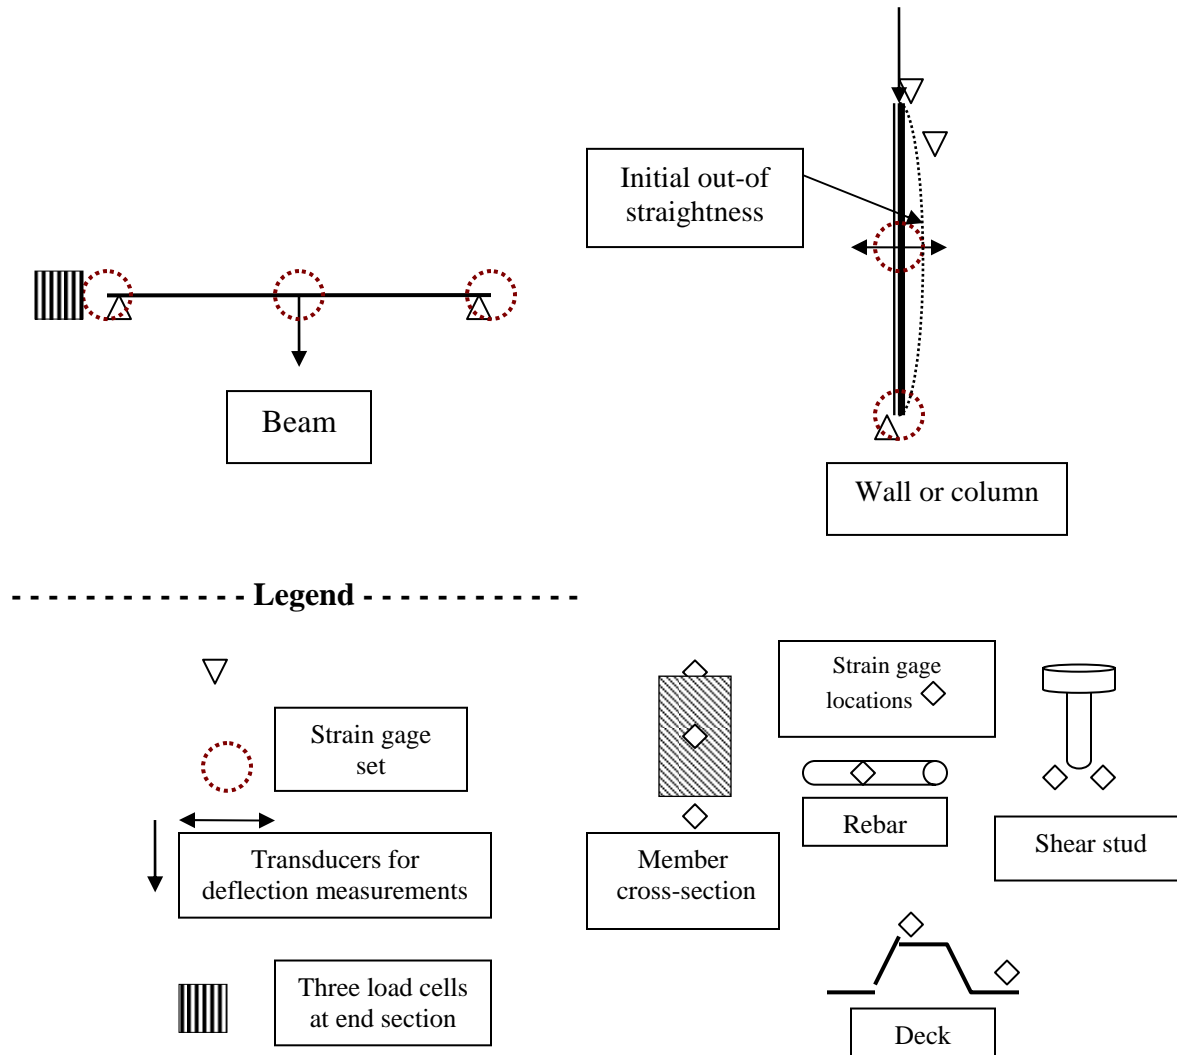 Initial out-of
straightness
Beam
Wall or column
- - - - - - - - - - - - - Legend - - - - - - - - - - - -
Strain gage
set
Transducers for
deflection measurements
Three load cells
at end section
Strain gage
locations
Member
cross-section
Rebar
Shear stud
Deck